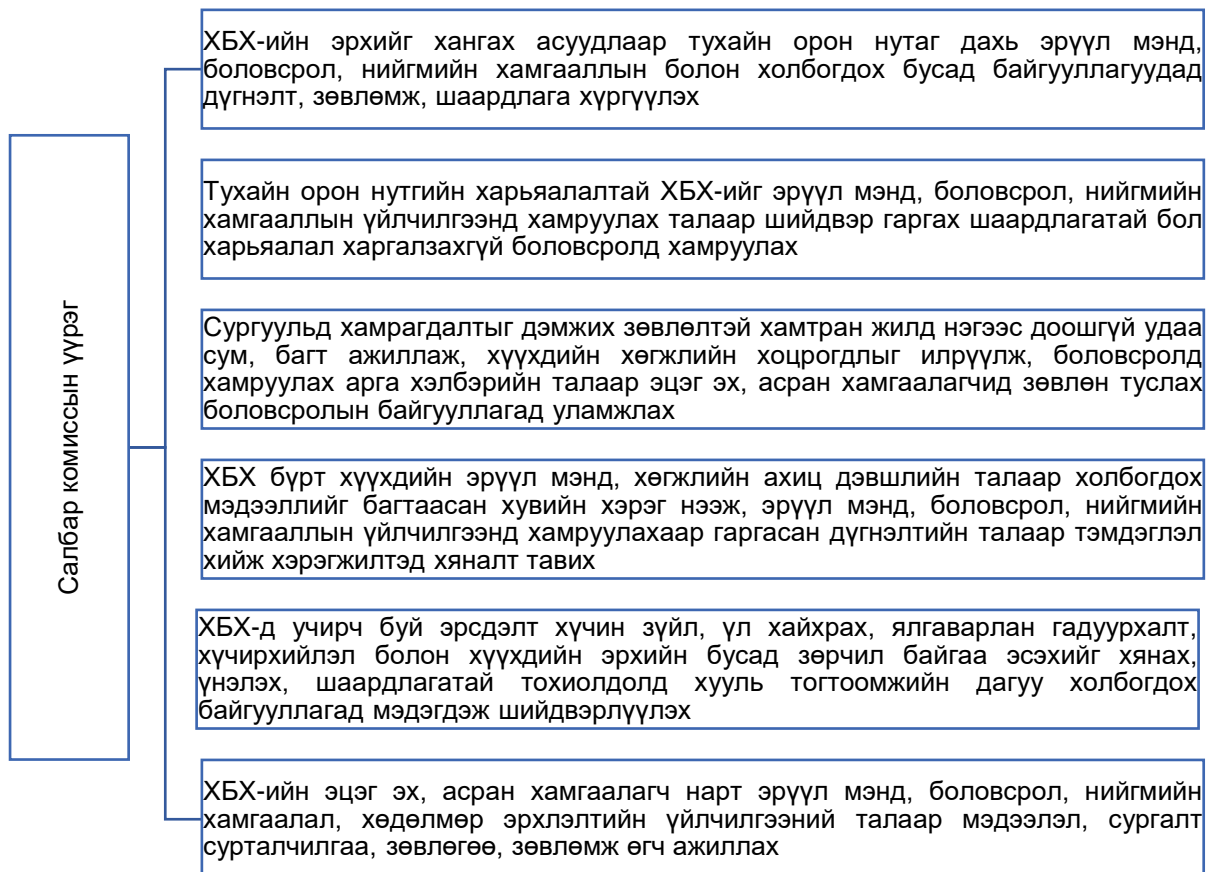 Салбар комиссын үүрэг
ХБХ-ийн эрхийг хангах асуудлаар тухайн орон нутаг дахь эрүүл мэнд,
боловсрол, нийгмийн хамгааллын болон холбогдох бусад байгууллагуудад
дүгнэлт, зөвлөмж, шаардлага хүргүүлэх
Тухайн орон нутгийн харьяалалтай ХБХ-ийг эрүүл мэнд, боловсрол, нийгмийн
хамгааллын үйлчилгээнд хамруулах талаар шийдвэр гаргах шаардлагатай бол
харьяалал харгалзахгүй боловсролд хамруулах
Сургуульд хамрагдалтыг дэмжих зөвлөлтэй хамтран жилд нэгээс доошгүй удаа
сум, багт ажиллаж, хүүхдийн хөгжлийн хоцрогдлыг илрүүлж, боловсролд
хамруулах арга хэлбэрийн талаар эцэг эх, асран хамгаалагчид зөвлөн туслах
боловсролын байгууллагад уламжлах
ХБХ бүрт хүүхдийн эрүүл мэнд, хөгжлийн ахиц дэвшлийн талаар холбогдох
мэдээллийг багтаасан хувийн хэрэг нээж, эрүүл мэнд, боловсрол, нийгмийн
хамгааллын үйлчилгээнд хамруулахаар гаргасан дүгнэлтийн талаар тэмдэглэл
хийж хэрэгжилтэд хяналт тавих
ХБХ-д учирч буй эрсдэлт хүчин зүйл, үл хайхрах, ялгаварлан гадуурхалт,
хүчирхийлэл болон хүүхдийн эрхийн бусад зөрчил байгаа эсэхийг хянах,
үнэлэх, шаардлагатай тохиолдолд хууль тогтоомжийн дагуу холбогдох
байгууллагад мэдэгдэж шийдвэрлүүлэх
ХБХ-ийн эцэг эх, асран хамгаалагч нарт эрүүл мэнд, боловсрол, нийгмийн
хамгаалал, хөдөлмөр эрхлэлтийн үйлчилгээний талаар мэдээлэл, сургалт
сурталчилгаа, зөвлөгөө, зөвлөмж өгч ажиллах